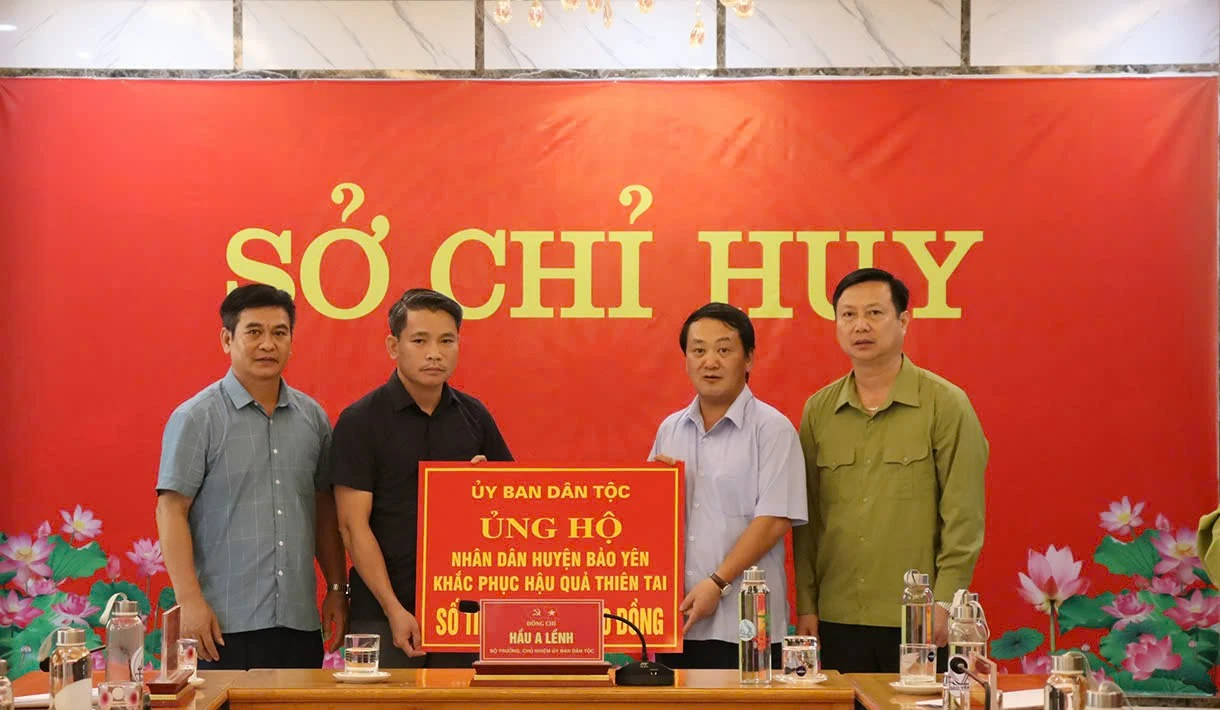 SỞ CHỈ HUY
ỦY BAN DÂN TỘC
ỦNG HỘ
NHÂN DÂN HUYỆN BẢO YÊN
KHẮC PHỤC HẬU QUẢ THIÊN TAI
SỐ ĐỒNG
ĐỒNG CHÍ
HẦU A LỀNH
BỘ TRƯỞNG, CHỦ NHIỆM ỦY BAN DÂN TỘC